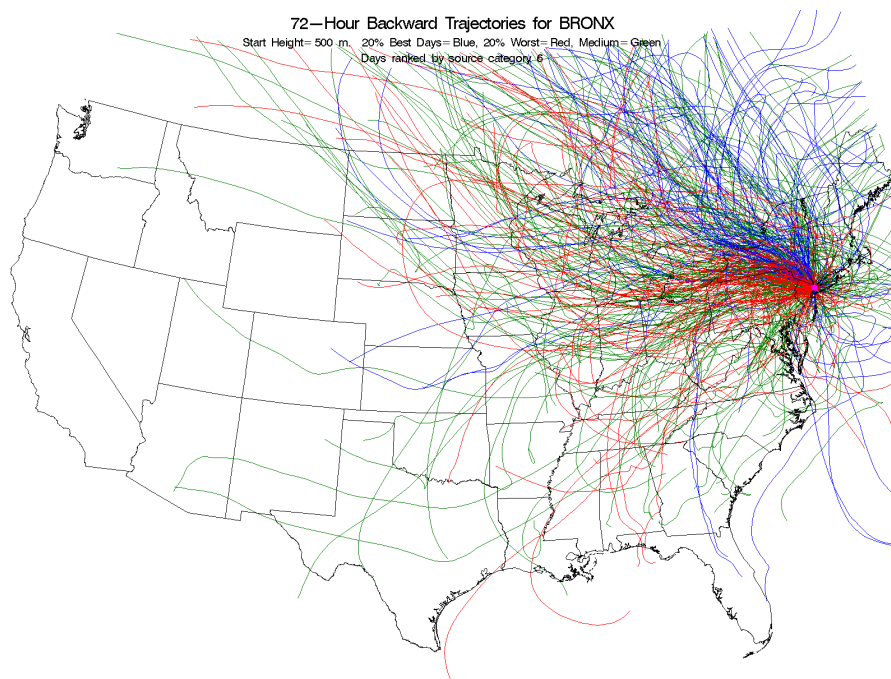 72-Hour Backward Trajectories for BRONX
Start Height= 500 m. 20% Best Days=Blue, 20% Worst=Red, Medium=Green
Days ranked by source category 6